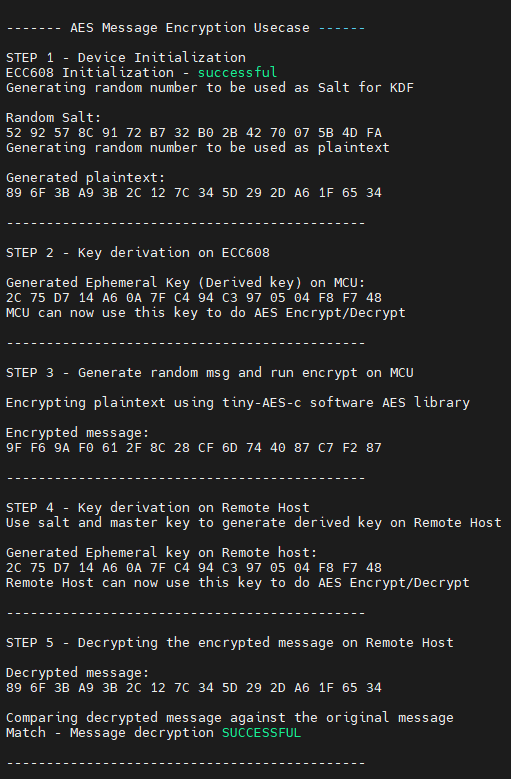 ------- AES Message Encryption Usecase ------
STEP 1 - Device Initialization
ECC608 Initialization - successful
Generating random number to be used as Salt for KDF
Random Salt:
52 92 57 8C 91 72 B7 32 B0 2B 42 70 07 5B 4D FA
Generating random number to be used as plaintext
Generated plaintext:
89 6F 3B A9 3B 2C 12 7C 34 5D 29 2D A6 1F 65 34
---------------------------------------------
STEP 2 - Key derivation on ECC608
Generated Ephemeral Key (Derived key) on MCU:
2C 75 D7 14 A6 0A 7F C4 94 C3 97 05 04 F8 F7 48
MCU can now use this key to do AES Encrypt/Decrypt
---------------------------------------------
STEP 3 - Generate random msg and run encrypt on MCU
Encrypting plaintext using tiny-AES-c software AES library
Encrypted message:
9F F6 9A F0 61 2F 8C 28 CF 6D 74 40 87 C7 F2 87
---------------------------------------------
STEP 4 - Key derivation on Remote Host
Use salt and master key to generate derived key on Remote Host
Generated Ephemeral key on Remote host:
2C 75 D7 14 A6 0A 7F C4 94 C3 97 05 04 F8 F7 48
Remote Host can now use this key to do AES Encrypt/Decrypt
---------------------------------------------
STEP 5 - Decrypting the encrypted message on Remote Host
Decrypted message:
89 6F 3B A9 3B 2C 12 7C 34 5D 29 2D A6 1F 65 34
Comparing decrypted message against the original message
Match - Message decryption SUCCESSFUL
---------------------------------------------